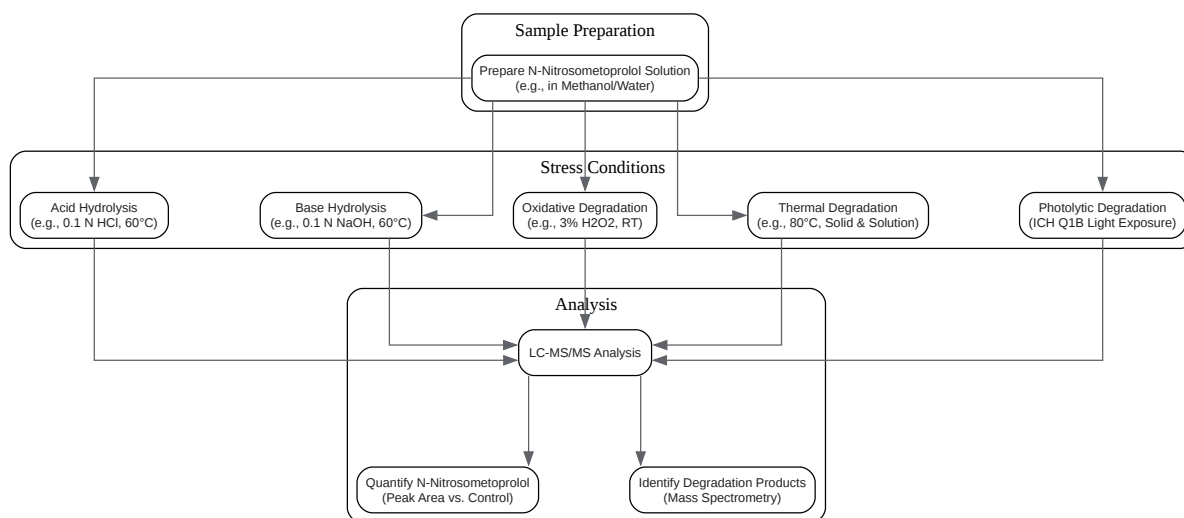 Sample Preparation
Prepare N-Nitrosometoprolol Solution
(e.g., in Methanol/Water)
Stress Conditions
Acid Hydrolysis
(e.g., 0.1 N HCl, 60°C)
Base Hydrolysis
(e.g., 0.1 N NaOH, 60°C)
Oxidative Degradation
(e.g., 3% H2O2, RT)
Thermal Degradation
(e.g., 80°C, Solid & Solution)
Photolytic Degradation
(ICH Q1B Light Exposure)
Analysis
LC-MS/MS Analysis
Quantify N-Nitrosometoprolol
(Peak Area vs. Control)
Identify Degradation Products
(Mass Spectrometry)